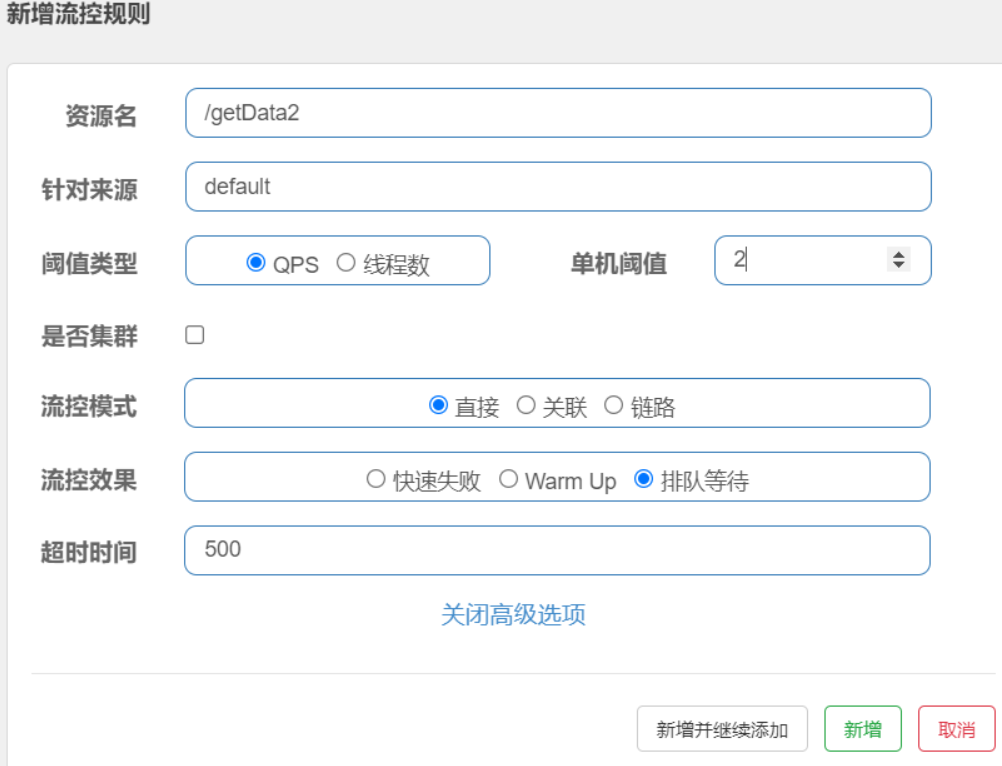 新增流控规则
资源名 /getData2
针对来源 default
阈值类型 QPS 线程数 单机阈值 2
是否集群
流控模式 直接 关联 链路
流控效果 快速失败 Warm Up 排队等待
超时时间 500
关闭高级选项
新增并继续添加 新增 取消